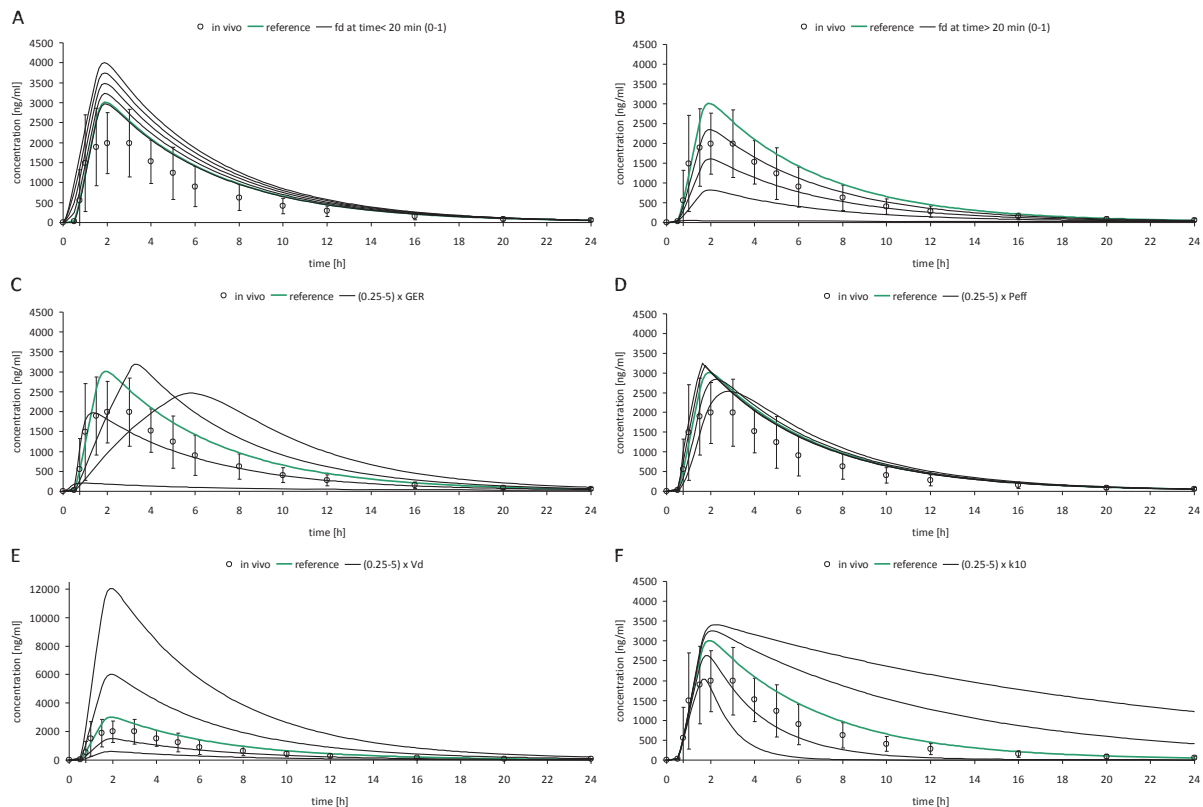 A
in vivo reference fd at time< 20 min (0-1)
4500
4000
3500
3000
2500
2000
1500
1000
500
0
concentration [ng/ml]
0 2 4 6 8 10 12 14 16 18 20 22 24
time [h]
B
in vivo reference fd at time> 20 min (0-1)
4500
4000
3500
3000
2500
2000
1500
1000
500
0
concentration [ng/ml]
0 2 4 6 8 10 12 14 16 18 20 22 24
time [h]
C
in vivo reference (0.25-5) x GER
4500
4000
3500
3000
2500
2000
1500
1000
500
0
concentration [ng/ml]
0 2 4 6 8 10 12 14 16 18 20 22 24
time [h]
D
in vivo reference (0.25-5) x Peff
4500
4000
3500
3000
2500
2000
1500
1000
500
0
concentration [ng/ml]
0 2 4 6 8 10 12 14 16 18 20 22 24
time [h]
E
in vivo reference (0.25-5) x Vd
12000
10000
8000
6000
4000
2000
0
concentration [ng/ml]
0 2 4 6 8 10 12 14 16 18 20 22 24
time [h]
F
in vivo reference (0.25-5) x k10
4500
4000
3500
3000
2500
2000
1500
1000
500
0
concentration [ng/ml]
0 2 4 6 8 10 12 14 16 18 20 22 24
time [h]